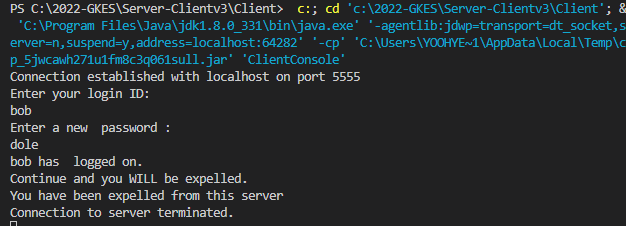 PS C:\2022-GKES\Server-Clientv3\Client>  c:; cd 'c:\2022-GKES\Server-Clientv3\Client'; &
 'C:\Program Files\Java\jdk1.8.0_331\bin\java.exe' '-agentlib:jdwp=transport=dt_socket,s
erver=n,suspend=y,address=localhost:64282' '-cp' 'C:\Users\YOOHYE~1\AppData\Local\Temp\c
p_5jwcawh271u1fm8c3q061sull.jar' 'ClientConsole'
Connection established with localhost on port 5555
Enter your login ID:
bob
Enter a new  password :
dole
bob has  logged on.
Continue and you WILL be expelled.
You have been expelled from this server
Connection to server terminated.